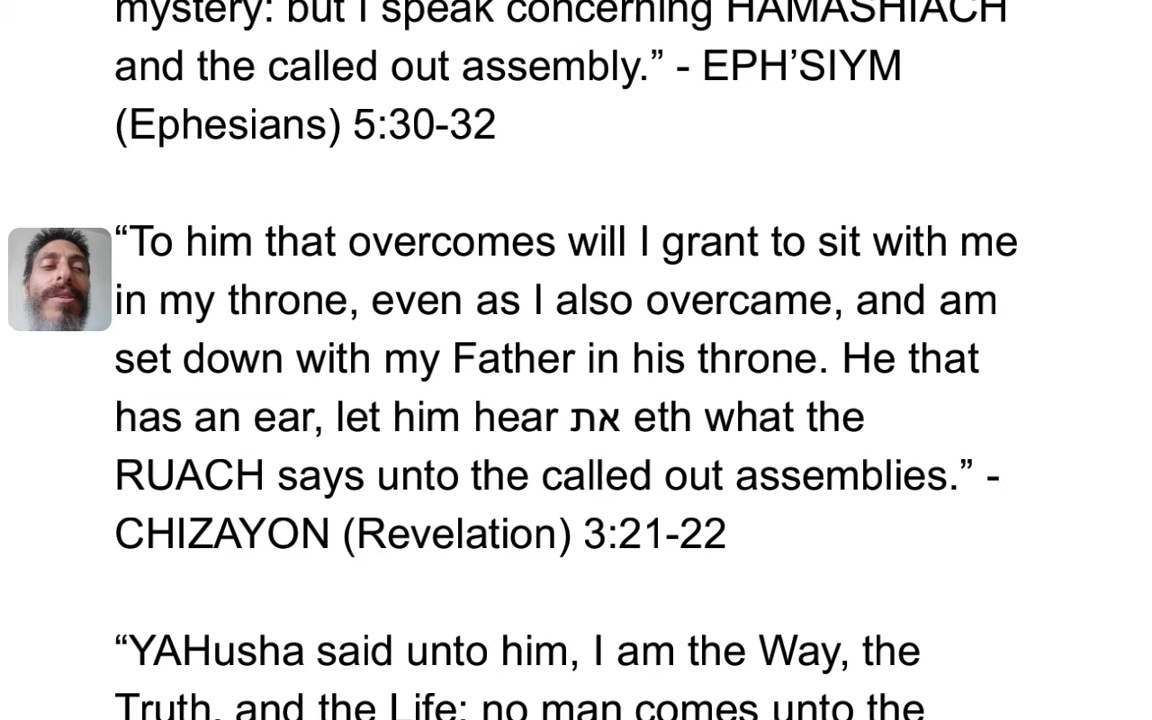 mystery: but I speak concerning HAMASHIACH
and the called out assembly.” - EPH’SIYM
(Ephesians) 5:30-32
“To him that overcomes will I grant to sit with me
in my throne, even as I also overcame, and am
set down with my Father in his throne. He that
has an ear, let him hear את eth what the
RUACH says unto the called out assemblies.” -
CHIZAYON (Revelation) 3:21-22
“YAHusha said unto him, I am the Way, the
Truth, and the Life: no man comes unto the